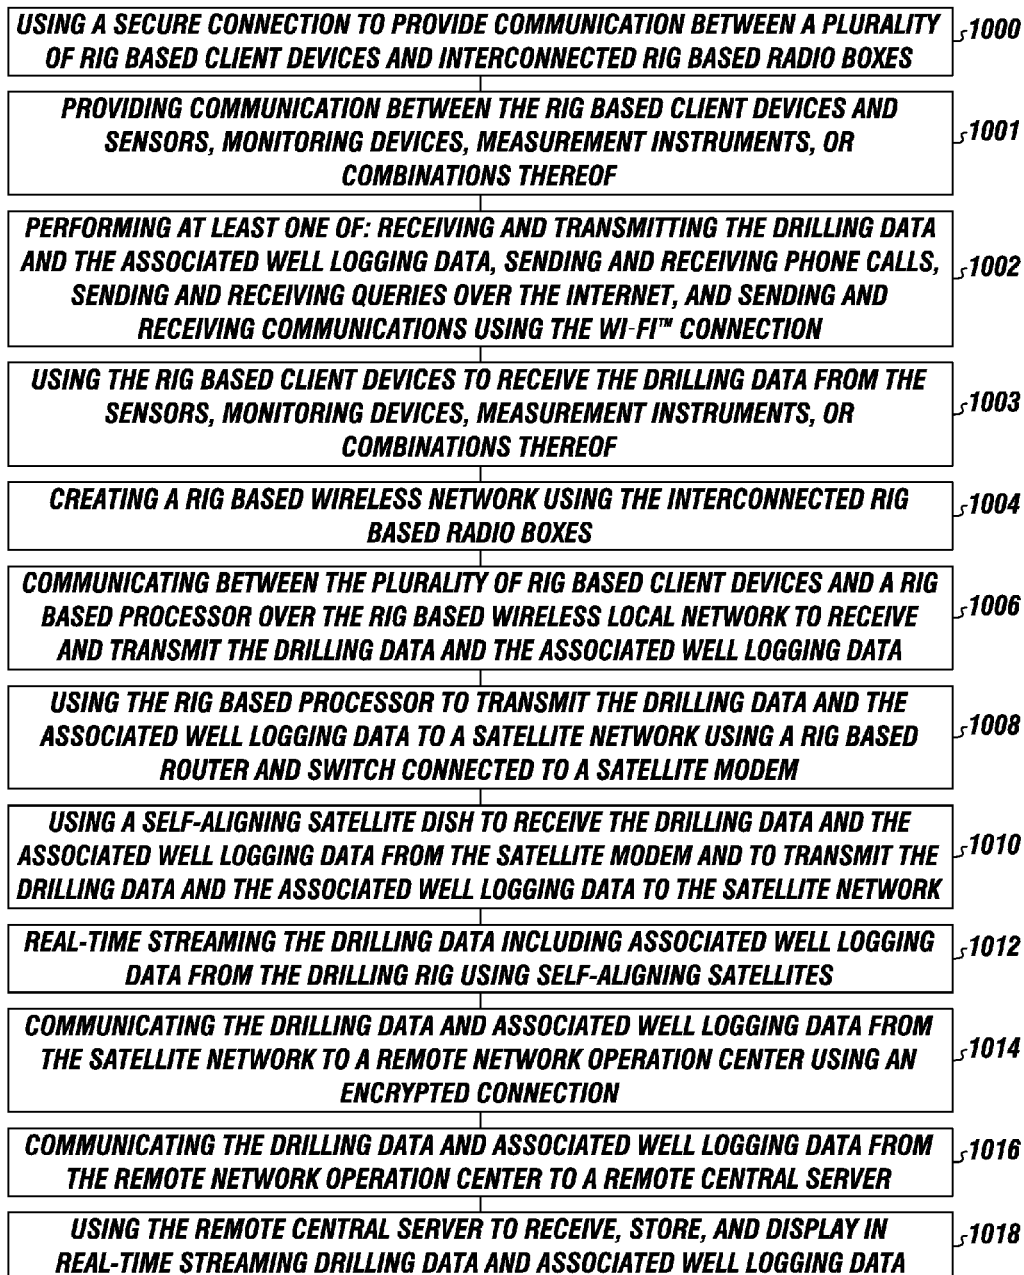 USING A SECURE CONNECTION TO PROVIDE COMMUNICATION BETWEEN A PLURALITY
OF RIG BASED CLIENT DEVICES AND INTERCONNECTED RIG BASED RADIO BOXES
1000
PROVIDING COMMUNICATION BETWEEN THE RIG BASED CLIENT DEVICES AND
SENSORS, MONITORING DEVICES, MEASUREMENT INSTRUMENTS, OR
COMBINATIONS THEREOF
1001
PERFORMING AT LEAST ONE OF: RECEIVING AND TRANSMITTING THE DRILLING DATA
AND THE ASSOCIATED WELL LOGGING DATA, SENDING AND RECEIVING PHONE CALLS,
SENDING AND RECEIVING QUERIES OVER THE INTERNET, AND SENDING AND
RECEIVING COMMUNICATIONS USING THE WI-FI™ CONNECTION
1002
USING THE RIG BASED CLIENT DEVICES TO RECEIVE THE DRILLING DATA FROM THE
SENSORS, MONITORING DEVICES, MEASUREMENT INSTRUMENTS, OR
COMBINATIONS THEREOF
1003
CREATING A RIG BASED WIRELESS NETWORK USING THE INTERCONNECTED RIG
BASED RADIO BOXES
1004
COMMUNICATING BETWEEN THE PLURALITY OF RIG BASED CLIENT DEVICES AND A RIG
BASED PROCESSOR OVER THE RIG BASED WIRELESS LOCAL NETWORK TO RECEIVE
AND TRANSMIT THE DRILLING DATA AND THE ASSOCIATED WELL LOGGING DATA
1006
USING THE RIG BASED PROCESSOR TO TRANSMIT THE DRILLING DATA AND THE
ASSOCIATED WELL LOGGING DATA TO A SATELLITE NETWORK USING A RIG BASED
ROUTER AND SWITCH CONNECTED TO A SATELLITE MODEM
1008
USING A SELF-ALIGNING SATELLITE DISH TO RECEIVE THE DRILLING DATA AND THE
ASSOCIATED WELL LOGGING DATA FROM THE SATELLITE MODEM AND TO TRANSMIT THE
DRILLING DATA AND THE ASSOCIATED WELL LOGGING DATA TO THE SATELLITE NETWORK
1010
REAL-TIME STREAMING THE DRILLING DATA INCLUDING ASSOCIATED WELL LOGGING
DATA FROM THE DRILLING RIG USING SELF-ALIGNING SATELLITES
1012
COMMUNICATING THE DRILLING DATA AND ASSOCIATED WELL LOGGING DATA FROM
THE SATELLITE NETWORK TO A REMOTE NETWORK OPERATION CENTER USING AN
ENCRYPTED CONNECTION
1014
COMMUNICATING THE DRILLING DATA AND ASSOCIATED WELL LOGGING DATA FROM
THE REMOTE NETWORK OPERATION CENTER TO A REMOTE CENTRAL SERVER
1016
USING THE REMOTE CENTRAL SERVER TO RECEIVE, STORE, AND DISPLAY IN
REAL-TIME STREAMING DRILLING DATA AND ASSOCIATED WELL LOGGING DATA
1018